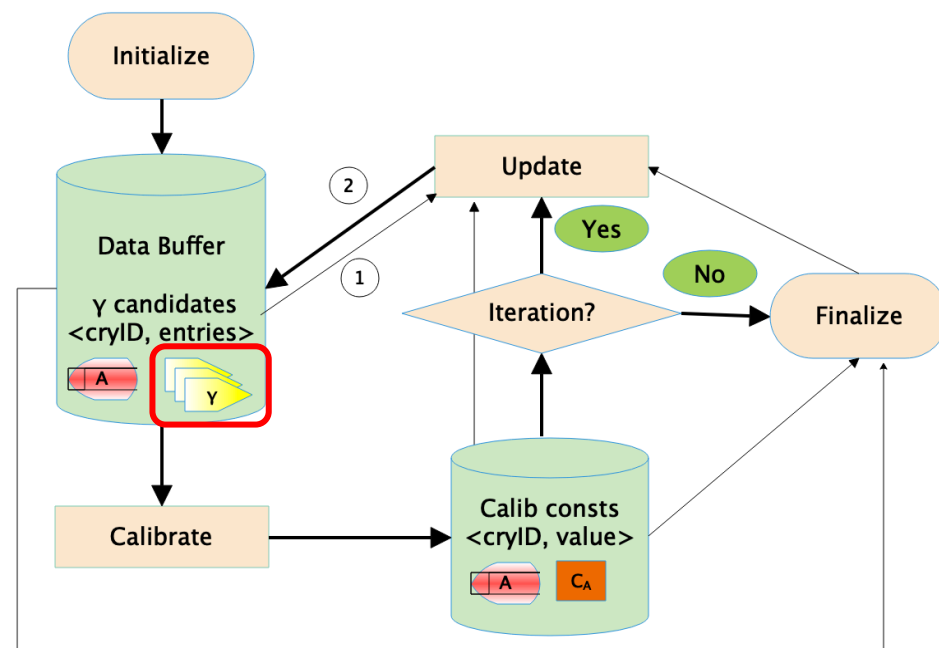 Initialize
Update
2
Yes
Data Buffer
1
No
γ candidates
<cryID, entries>
Iteration?
Finalize
A
γ
Calib consts
<cryID, value>
Calibrate
A
CA